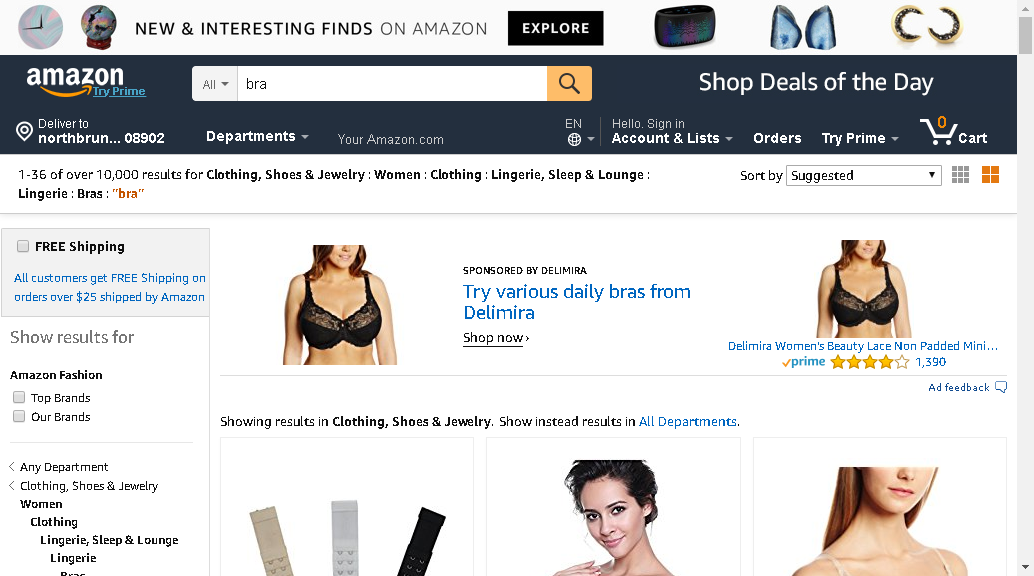 NEW & INTERESTING FINDS ON AMAZON EXPLORE
amazon
Try Prime
All
bra
Shop Deals of the Day
Deliver to
northbrun... 08902
Departments
Your Amazon.com
EN
Hello. Sign in
Account & Lists
Orders
Try Prime
0
Cart
1-36 of over 10,000 results for Clothing, Shoes & Jewelry : Women : Clothing : Lingerie, Sleep & Lounge :
Lingerie : Bras : "bra"
Sort by Suggested
FREE Shipping
All customers get FREE Shipping on
orders over $25 shipped by Amazon
Show results for
Amazon Fashion
Top Brands
Our Brands
Any Department
Clothing, Shoes & Jewelry
Women
Clothing
Lingerie, Sleep & Lounge
Lingerie
Bras
SPONSORED BY DELIMIRA
Try various daily bras from
Delimira
Shop now ›
Delimira Women's Beauty Lace Non Padded Mini...
prime 1,390
Ad feedback
Showing results in Clothing, Shoes & Jewelry. Show instead results in All Departments.